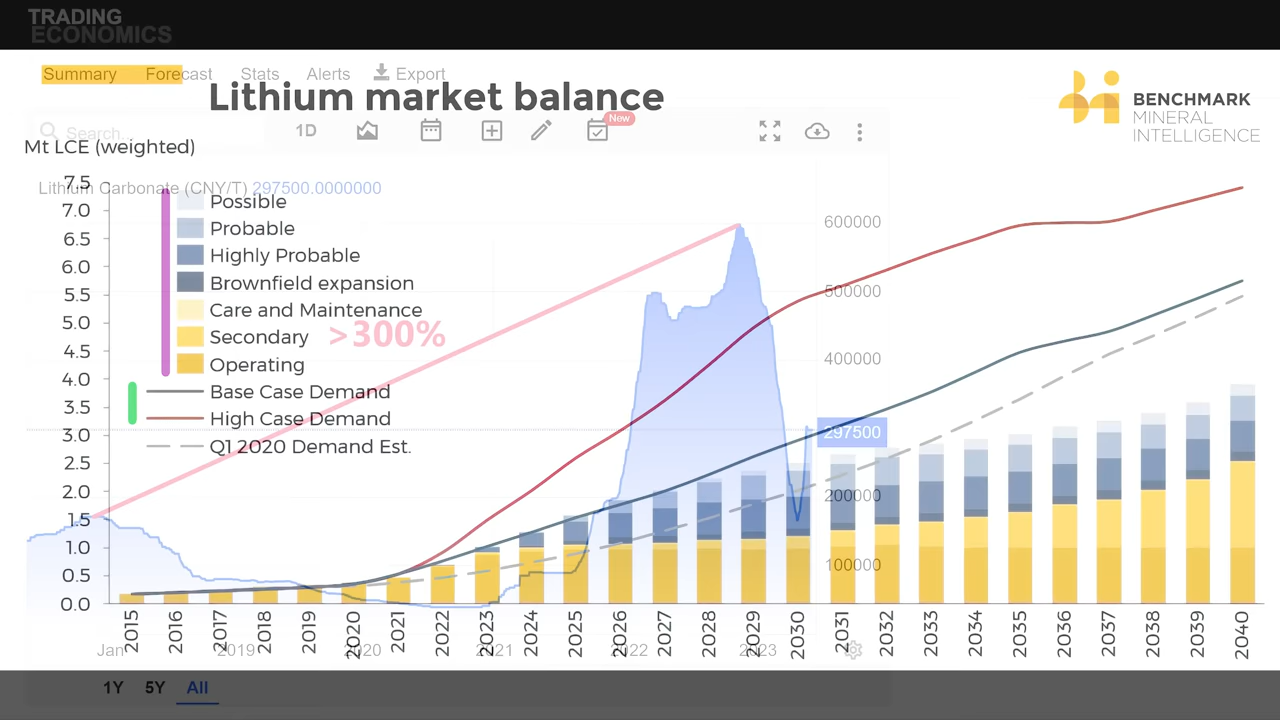 TRADING
ECONOMICS
Summary Forecast Stats Alerts Export
Lithium market balance
BENCHMARK
MINERAL
INTELLIGENCE
Search...
1D
New
Mt LCE (weighted)
Lithium Carbonate (CNY/T) 297500.0000000
7.5
7.0
6.5
6.0
5.5
5.0
4.5
4.0
3.5
3.0
2.5
2.0
1.5
1.0
0.5
0.0
Possible
Probable
Highly Probable
Brownfield expansion
Care and Maintenance
Secondary
Operating
Base Case Demand
High Case Demand
Q1 2020 Demand Est.
>300%
600000
500000
400000
297500
200000
100000
2015 2016 2017 2018 2019 2020 2021 2022 2023 2024 2025 2026 2027 2028 2029 2030 2031 2032 2033 2034 2035 2036 2037 2038 2039 2040
Jan 2019 2020 2021 2022 2023
1Y 5Y All